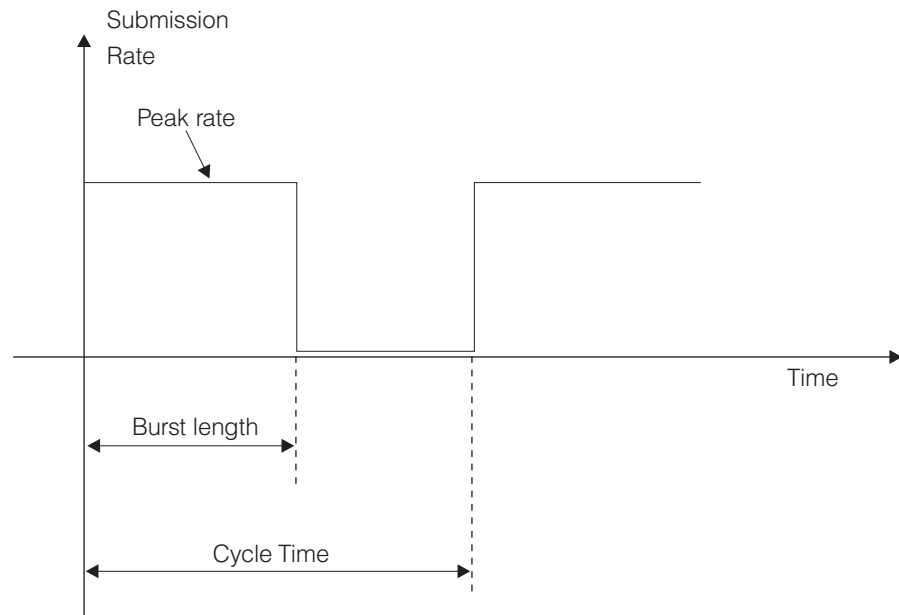 Submission
Rate
Peak rate
Time
Burst length
Cycle Time